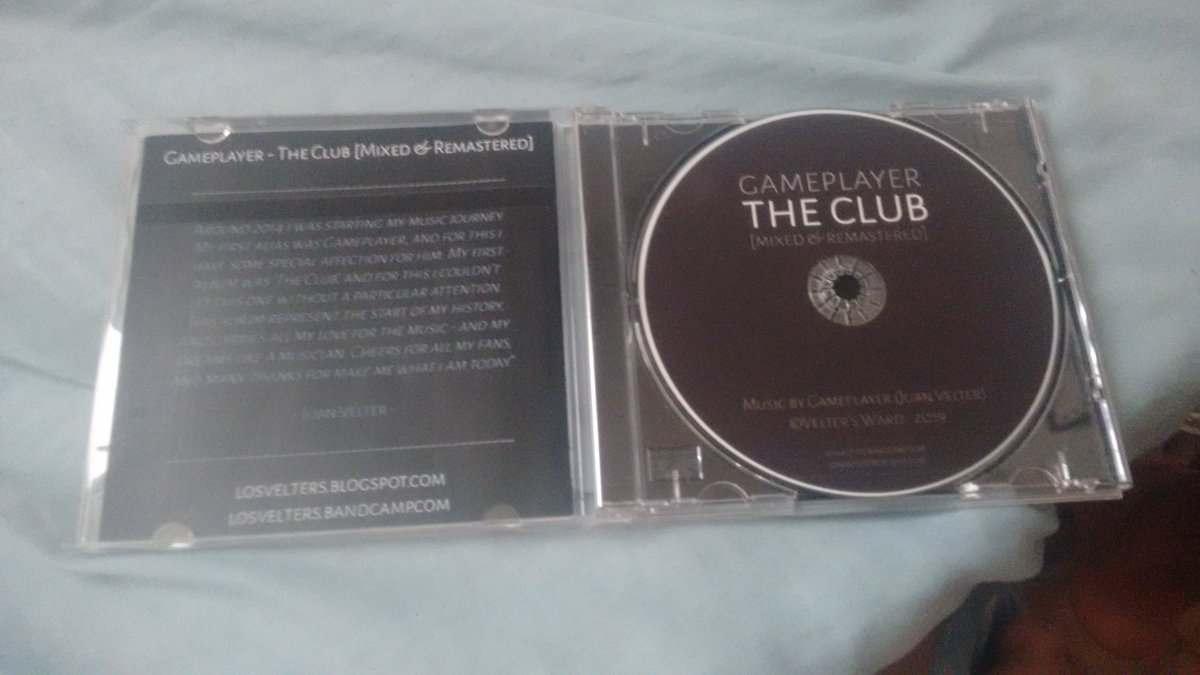 Gameplayer - The Club [Mixed & Remastered]
Around 2014 I was starting my music journey
My first alias was Gameplayer, and for this I
have some special affection for him. My first
album was 'The Club', and for this I couldn't
let this one without a particular attention.
This album represent the start of my history,
and carries all my love for the music - and my
dreams like a musician. Cheers for all my fans,
and many thanks for make me what I am today"
Juan Velter
losvelters.blogspot.com
losvelters.bandcamp.com
GAMEPLAYER
THE CLUB
[Mixed & Remastered]
Music by Gameplayer (Juan Velter)
©Velter's Ward - 2019